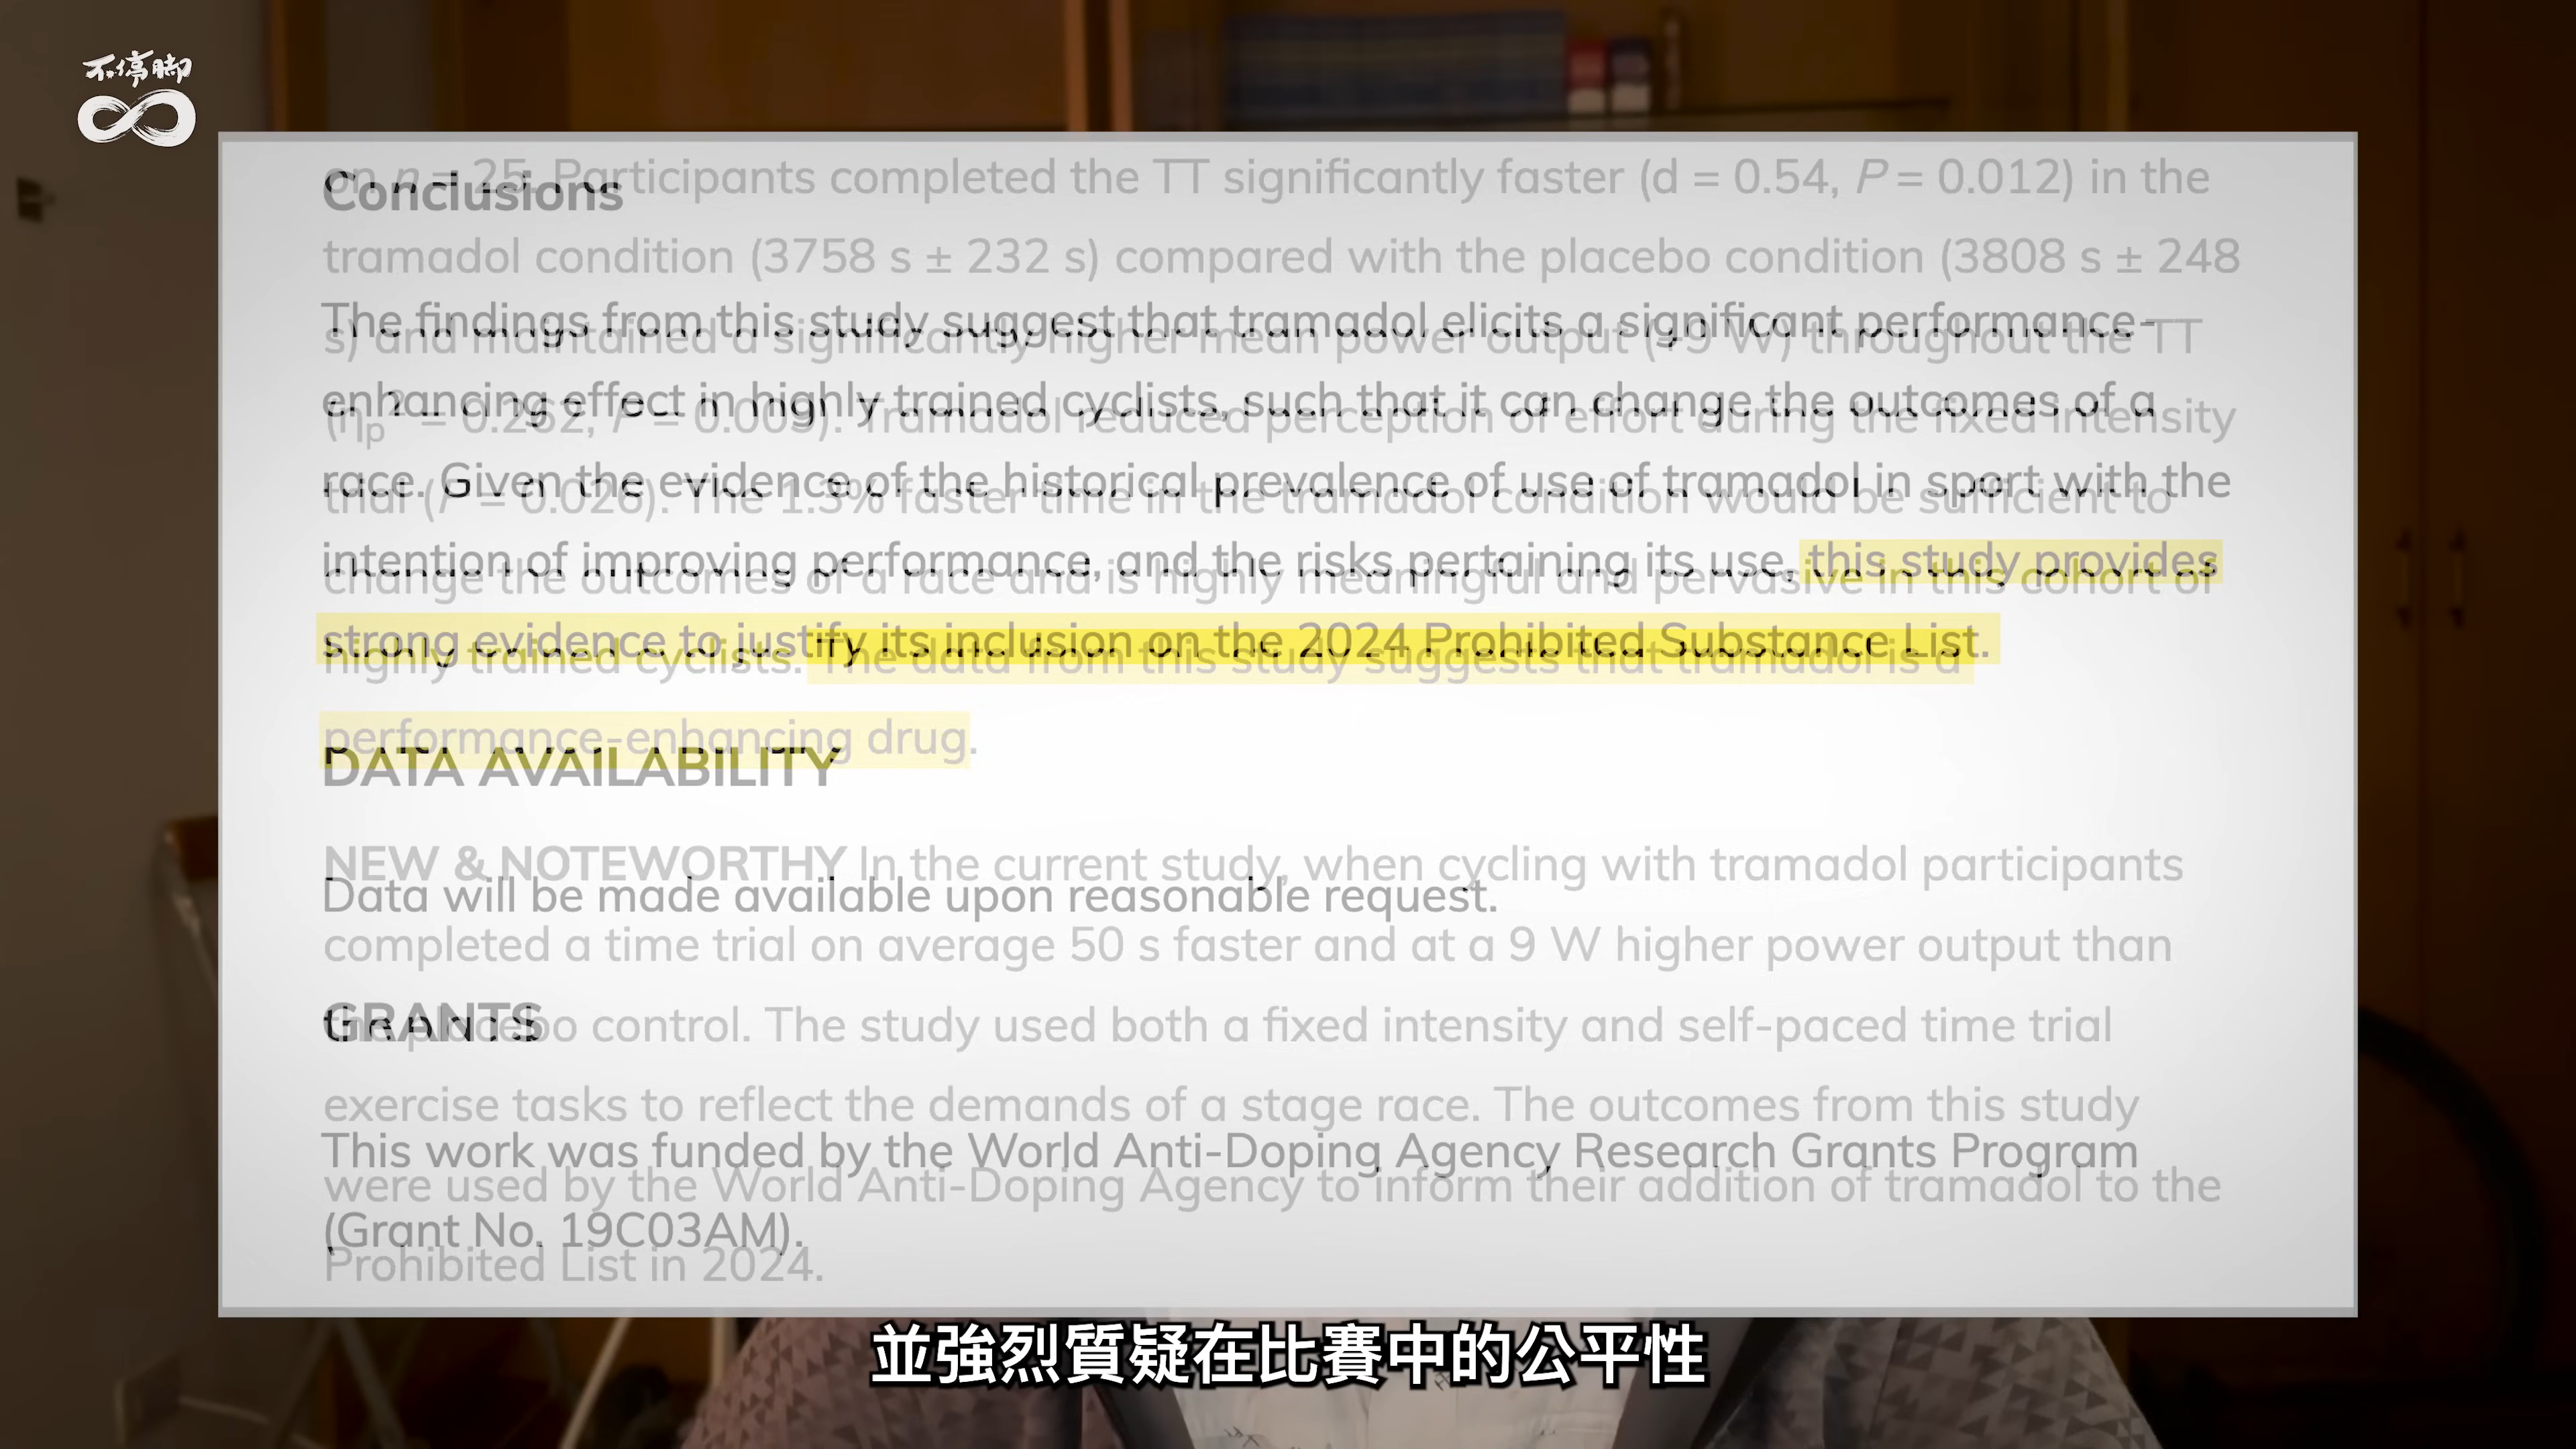 不停脚
on n = 25. Participants completed the TT significantly faster (d = 0.54, P = 0.012) in the
Conclusions
tramadol condition (3758 s ± 232 s) compared with the placebo condition (3808 s ± 248
The findings from this study suggest that tramadol elicits a significant performance-
s) and maintained a significantly higher mean power output (+9 W) throughout the TT
enhancing effect in highly trained cyclists, such that it can change the outcomes of a
(ηp² = 0.262, P = 0.009). Tramadol reduced perception of effort during the fixed intensity
race. Given the evidence of the historical prevalence of use of tramadol in sport with the
trial (P = 0.026). The 1.3% faster time in the tramadol condition would be sufficient to
intention of improving performance, and the risks pertaining its use, this study provides
change the outcomes of a race and is highly meaningful and pervasive in this cohort of
strong evidence to justify its inclusion on the 2024 Prohibited Substance List.
highly trained cyclists. The data from this study suggests that tramadol is a
performance-enhancing drug.
DATA AVAILABILITY
NEW & NOTEWORTHY In the current study, when cycling with tramadol participants
Data will be made available upon reasonable request.
completed a time trial on average 50 s faster and at a 9 W higher power output than
GRANTS
the placebo control. The study used both a fixed intensity and self-paced time trial
exercise tasks to reflect the demands of a stage race. The outcomes from this study
This work was funded by the World Anti-Doping Agency Research Grants Program
were used by the World Anti-Doping Agency to inform their addition of tramadol to the
(Grant No. 19C03AM).
Prohibited List in 2024.
並強烈質疑在比賽中的公平性